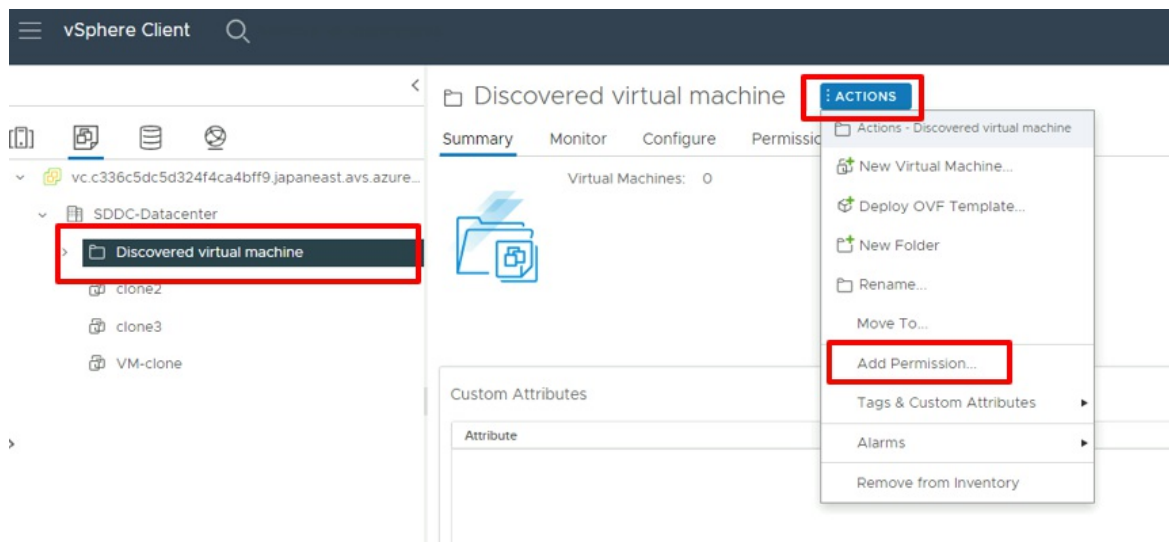 vSphere Client
Discovered virtual machine
ACTIONS
Summary Monitor Configure Permissic
Virtual Machines: 0
vc.c336c5dc5d324f4ca4bff9.japaneast.avs.azure...
SDDC-Datacenter
Discovered virtual machine
clone2
clone3
VM-clone
Custom Attributes
Attribute
Actions - Discovered virtual machine
New Virtual Machine...
Deploy OVF Template...
New Folder
Rename...
Move To...
Add Permission...
Tags & Custom Attributes
Alarms
Remove from Inventory